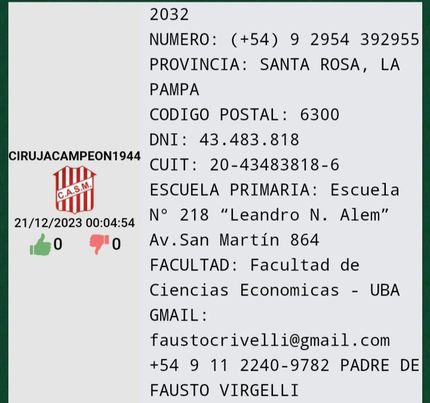 2032
NUMERO: (+54) 9 2954 392955
PROVINCIA: SANTA ROSA, LA
PAMPA
CODIGO POSTAL: 6300
DNI: 43.483.818
CUIT: 20-43483818-6
ESCUELA PRIMARIA: Escuela
Nº 218 “Leandro N. Alem”
Av.San Martín 864
FACULTAD: Facultad de
Ciencias Economicas - UBA
GMAIL:
faustocrivelli@gmail.com
+54 9 11 2240-9782 PADRE DE
FAUSTO VIRGELLI
CIRUJACAMPEON1944
C.A.S.M.
21/12/2023 00:04:54
0 0